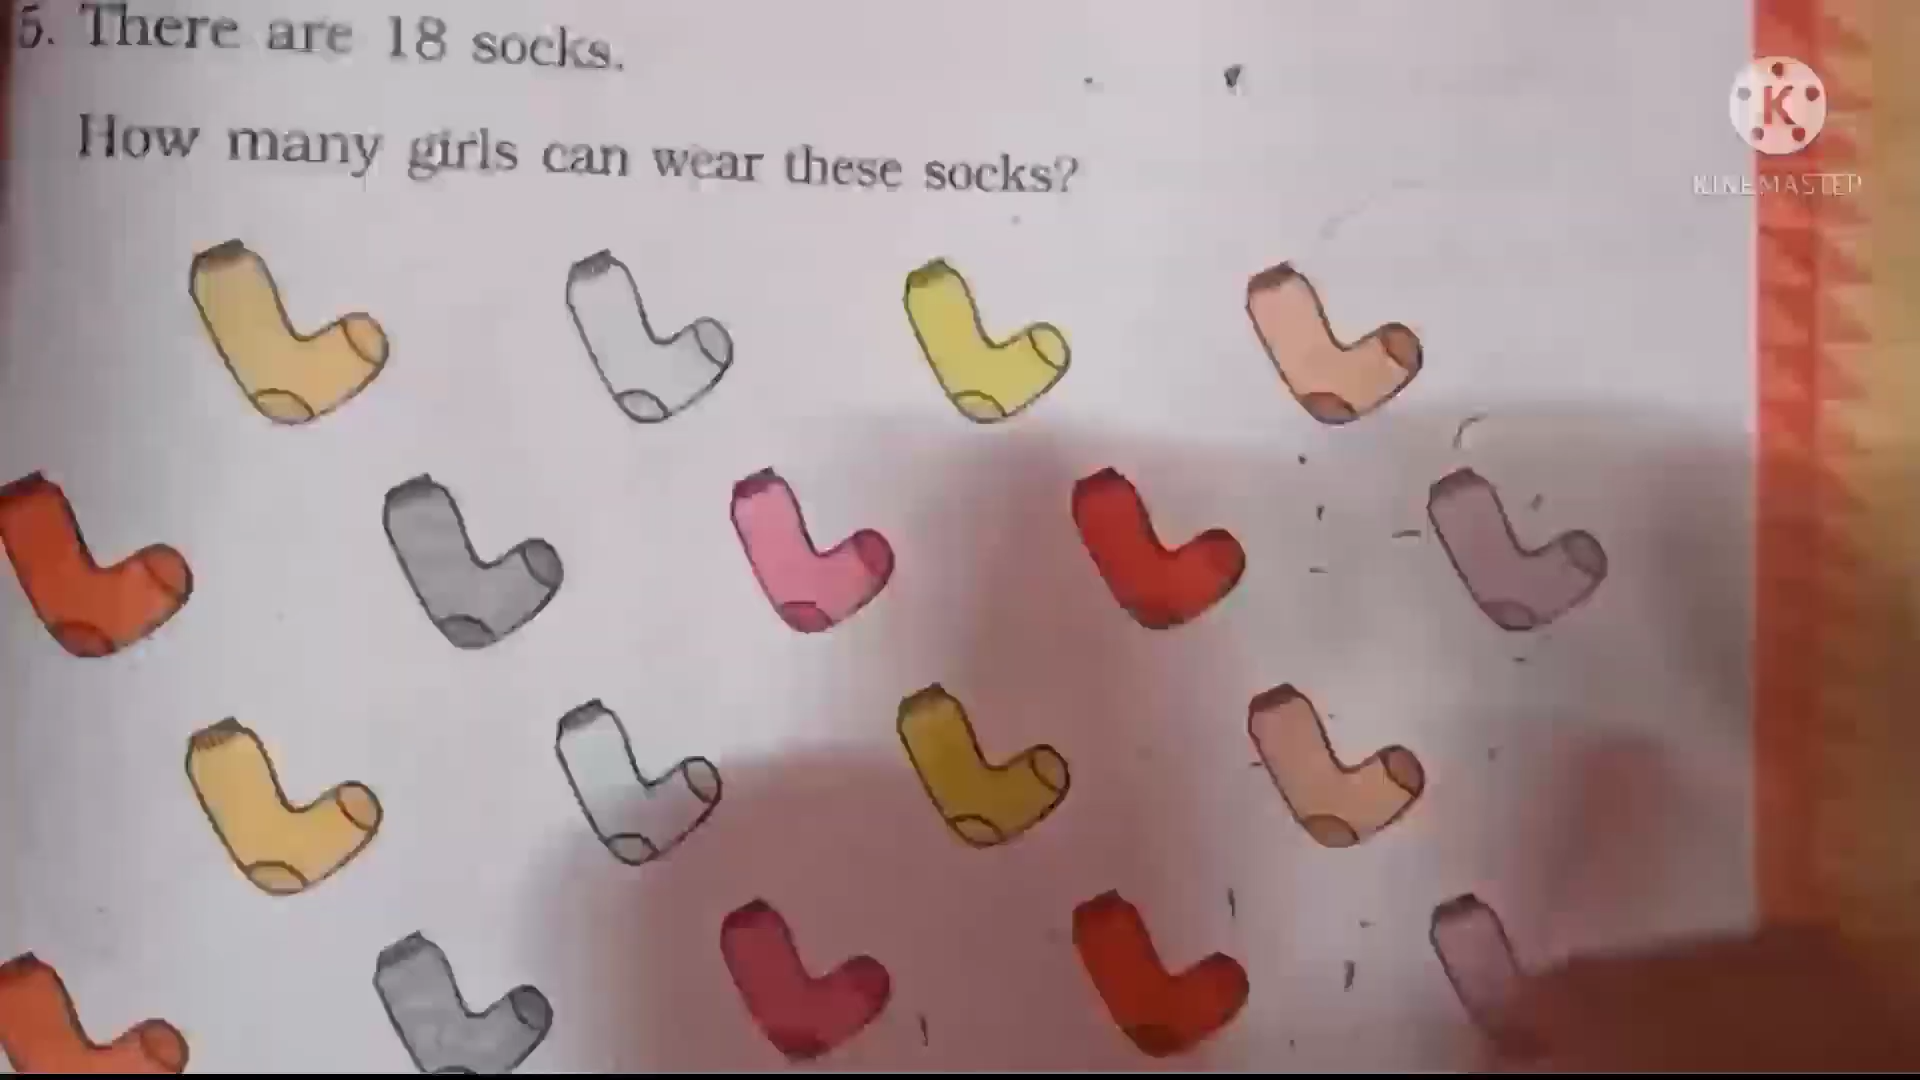 5. There are 18 socks.
How many girls can wear these socks?
K
KINEMASTER